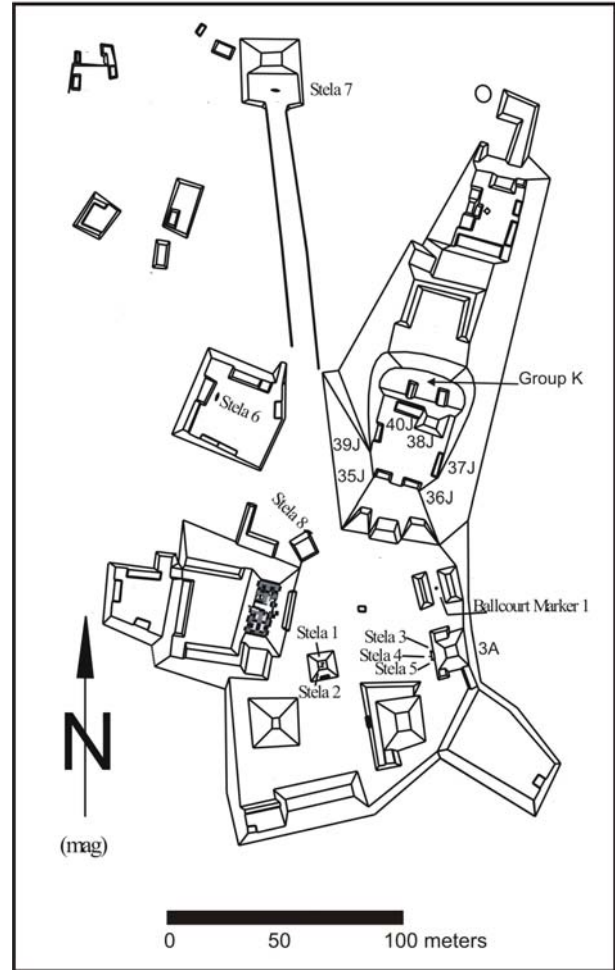 Stela 7
Group K
Stela 6
40J
38J
39J
37J
35J
36J
Stela 8
Ballcourt Marker 1
Stela 1
Stela 3
3A
Stela 4
Stela 5
Stela 2
N
(mag)
0 50 100 meters